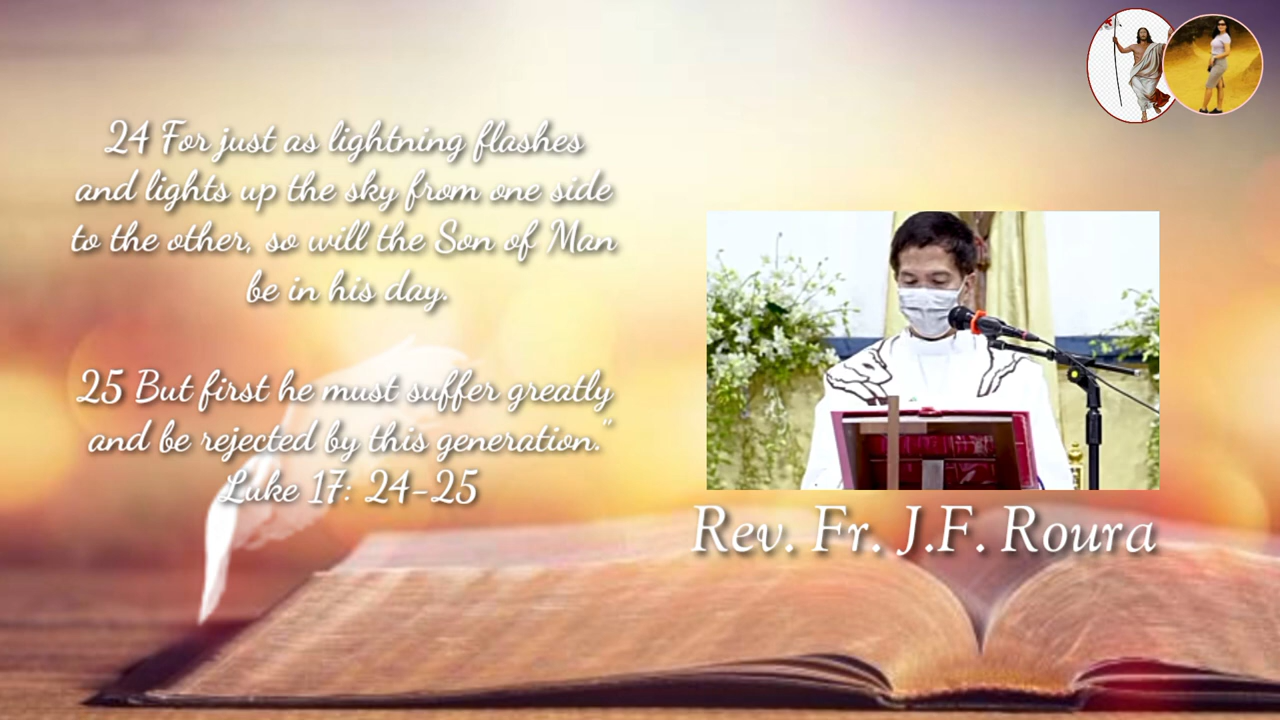 24 For just as lightning flashes
and lights up the sky from one side
to the other, so will the Son of Man
be in his day.
25 But first he must suffer greatly
and be rejected by this generation."
Luke 17: 24-25
Rev. Fr. J.F. Roura